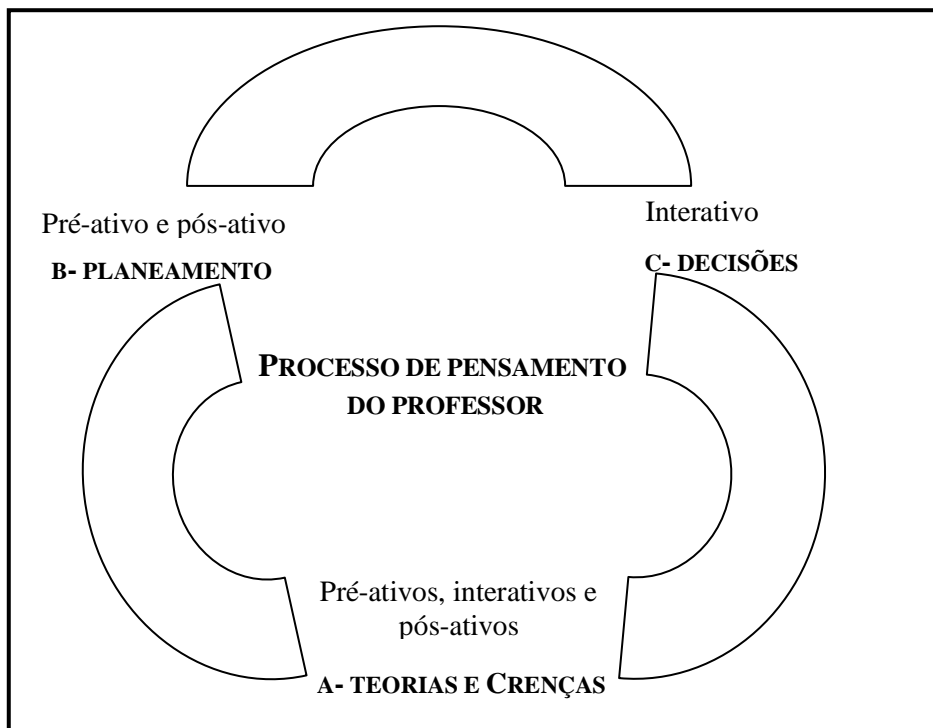 Pré-ativo e pós-ativo
Interativo
B- PLANEAMENTO
C- DECISÕES
PROCESSO DE PENSAMENTO
DO PROFESSOR
Pré-ativos, interativos e
pós-ativos
A- TEORIAS E CRENÇAS